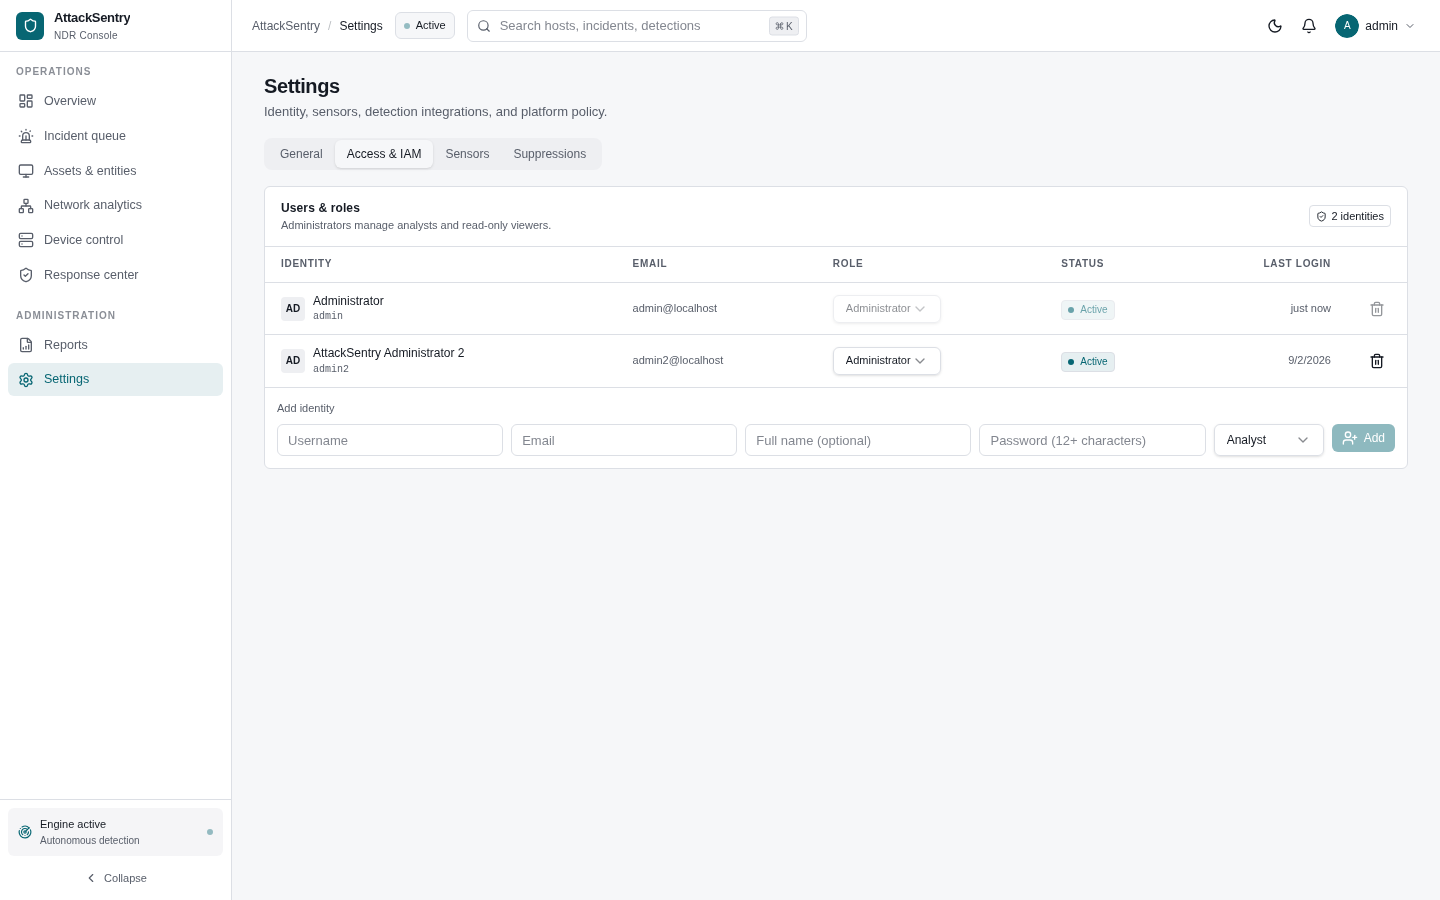 AttackSentry
NDR Console
OPERATIONS
Overview
Incident queue
Assets & entities
Network analytics
Device control
Response center
ADMINISTRATION
Reports
Settings
Engine active
Autonomous detection
Collapse
AttackSentry / Settings Active Search hosts, incidents, detections ⌘K A admin
Settings
Identity, sensors, detection integrations, and platform policy.
General Access & IAM Sensors Suppressions
Users & roles
Administrators manage analysts and read-only viewers.
2 identities
IDENTITY EMAIL ROLE STATUS LAST LOGIN
AD Administrator admin@localhost Administrator Active just now
admin
AD AttackSentry Administrator 2 admin2@localhost Administrator Active 9/2/2026
admin2
Add identity
Username Email Full name (optional) Password (12+ characters) Analyst Add